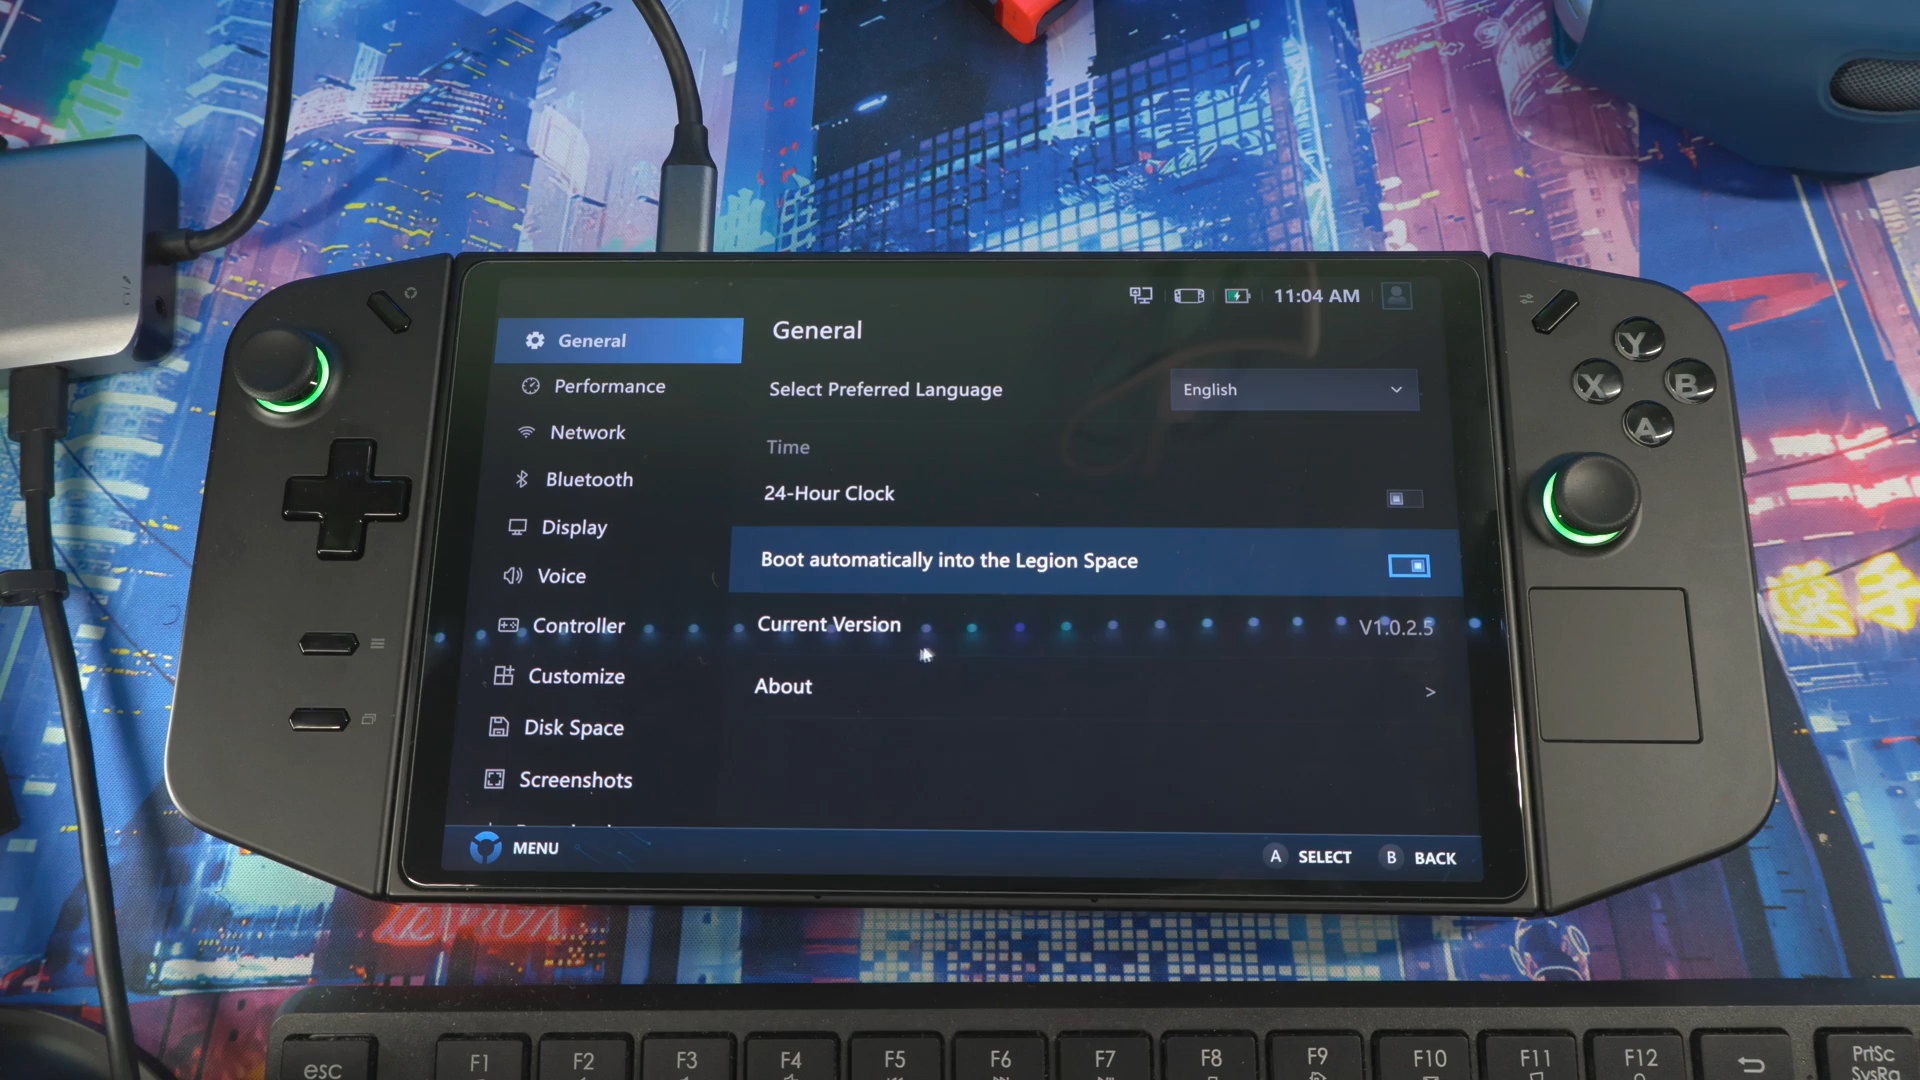 11:04 AM
General
General
Performance
Select Preferred Language
English
Network
Time
Bluetooth
24-Hour Clock
Display
Boot automatically into the Legion Space
Voice
Controller
Current Version
V1.0.2.5
Customize
About
>
Disk Space
Screenshots
MENU
A SELECT B BACK
Y
X
B
A
esc F1 F2 F3 F4 F5 F6 F7 F8 F9 F10 F11 F12 PrtSc
SysRq